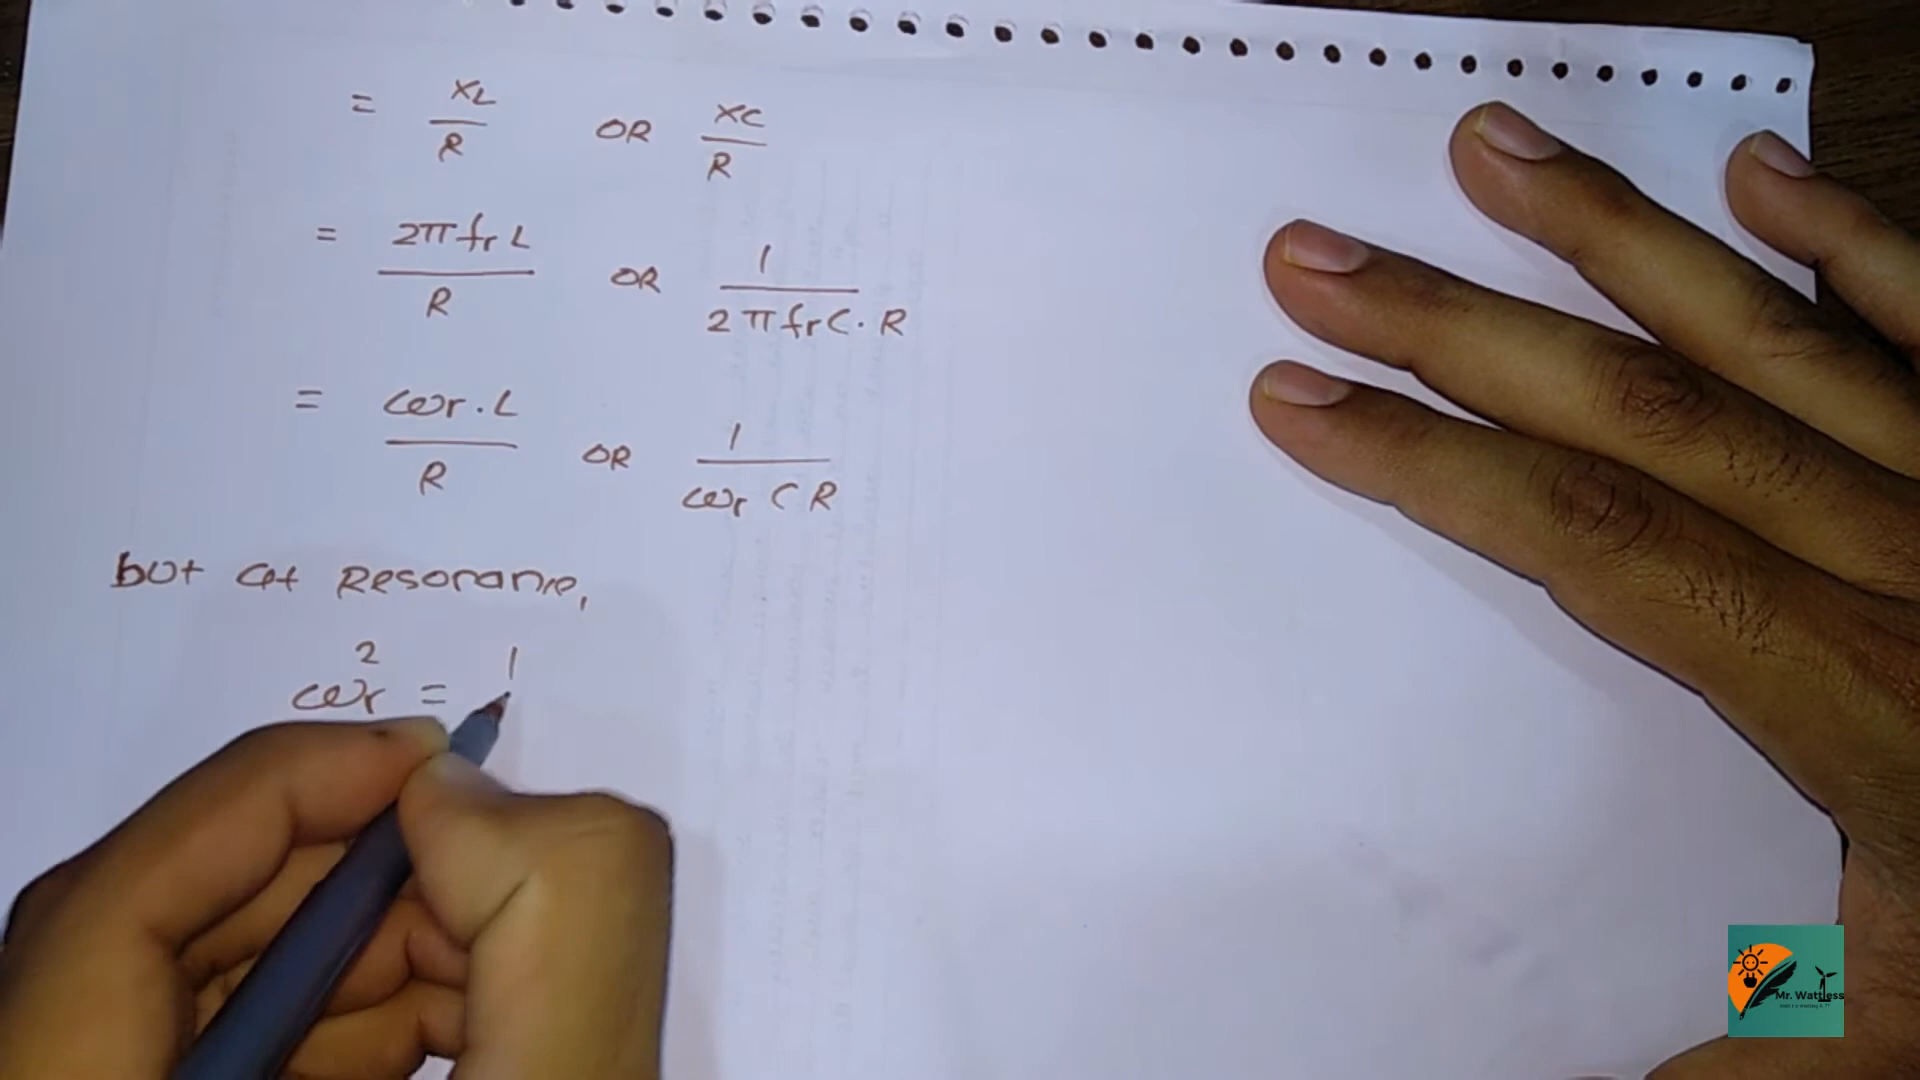 = XL/R OR XC/R
= 2πfrL/R OR 1/2πfrC·R
= ωr.L/R OR 1/ωrCR
but at Resonance,
ωr² = 1
Mr. Wattless